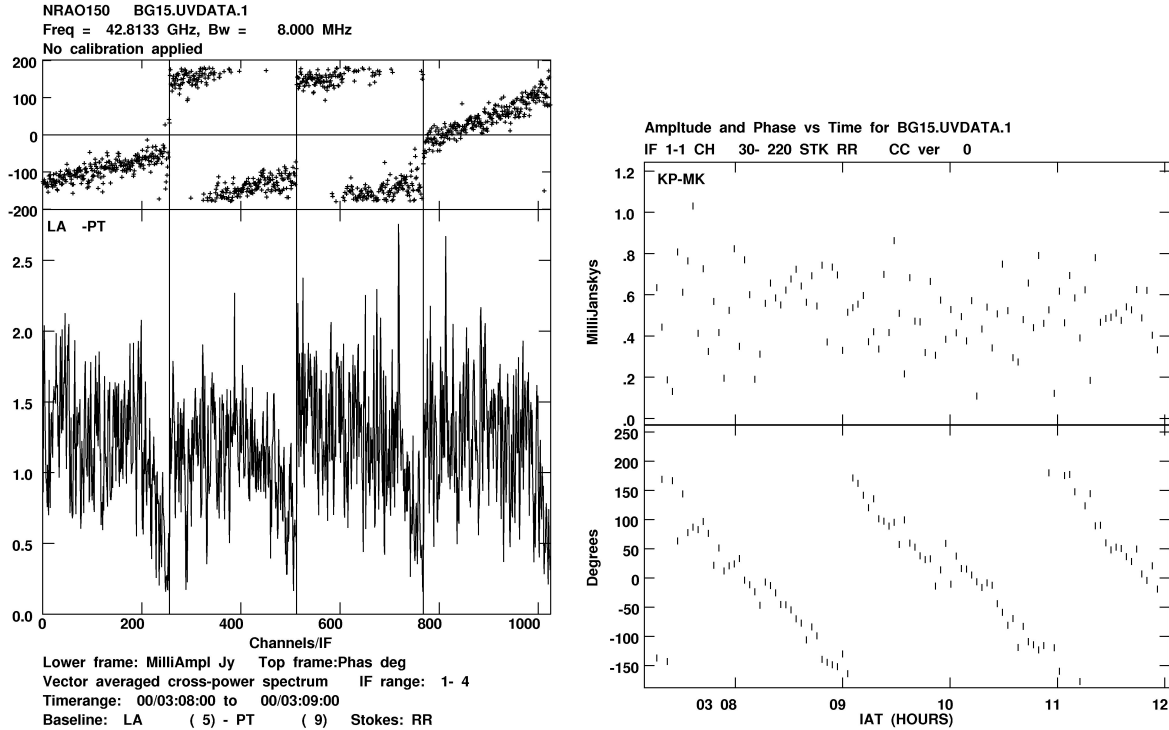 NRAO150 BG15.UVDATA.1
Freq = 42.8133 GHz, Bw = 8.000 MHz
No calibration applied
200
100
0
-100
-200
LA -PT
2.5
2.0
1.5
1.0
0.5
0.0
0 200 400 600 800 1000
Channels/IF
Lower frame: MilliAmpl Jy Top frame:Phas deg
Vector averaged cross-power spectrum IF range: 1- 4
Timerange: 00/03:08:00 to 00/03:09:00
Baseline: LA ( 5) - PT ( 9) Stokes: RR
Ampltude and Phase vs Time for BG15.UVDATA.1
IF 1-1 CH 30- 220 STK RR CC ver 0
KP-MK
1.2
1.0
.8
.6
.4
.2
.0
MilliJanskys
250
200
150
100
50
0
-50
-100
-150
Degrees
03 08 09 10 11 12
IAT (HOURS)